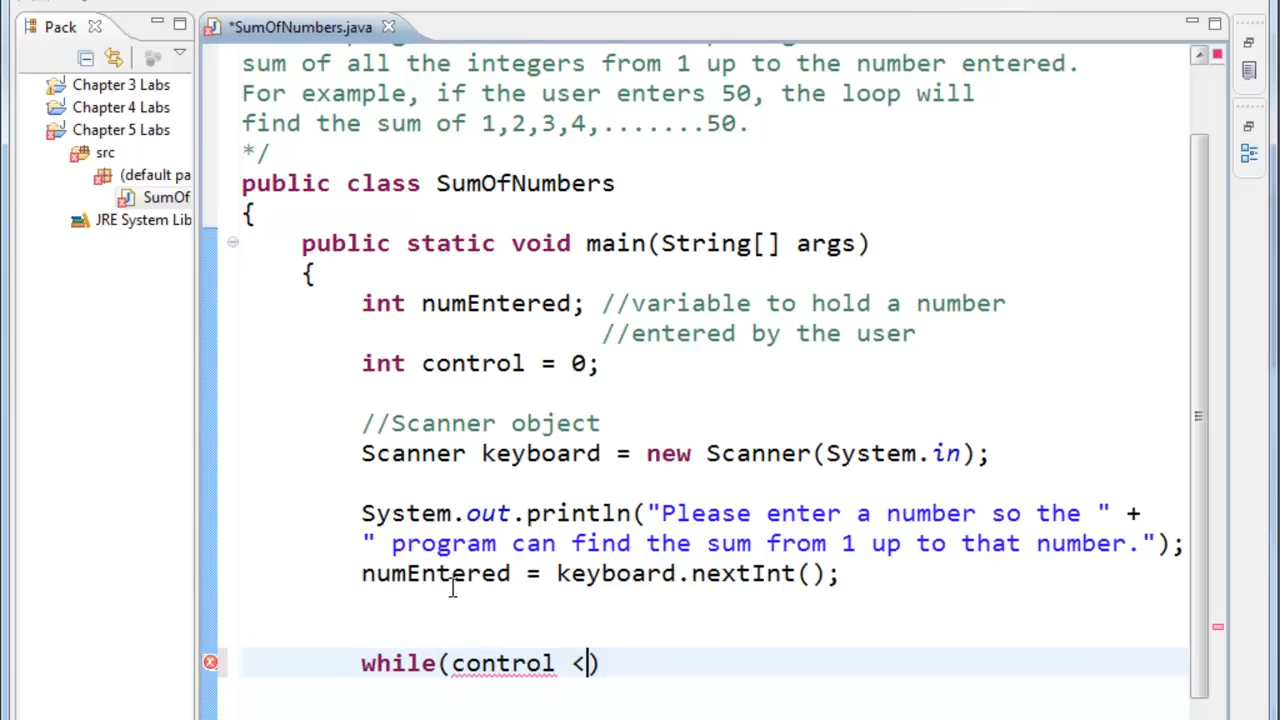 Pack
*SumOfNumbers.java
Chapter 3 Labs
Chapter 4 Labs
Chapter 5 Labs
src
(default pa
SumOf
JRE System Lib
sum of all the integers from 1 up to the number entered.
For example, if the user enters 50, the loop will
find the sum of 1,2,3,4,.......50.
*/
public class SumOfNumbers
{
public static void main(String[] args)
{
int numEntered; //variable to hold a number
//entered by the user
int control = 0;
//Scanner object
Scanner keyboard = new Scanner(System.in);
System.out.println("Please enter a number so the " +
" program can find the sum from 1 up to that number.");
numEntered = keyboard.nextInt();
while(control <)